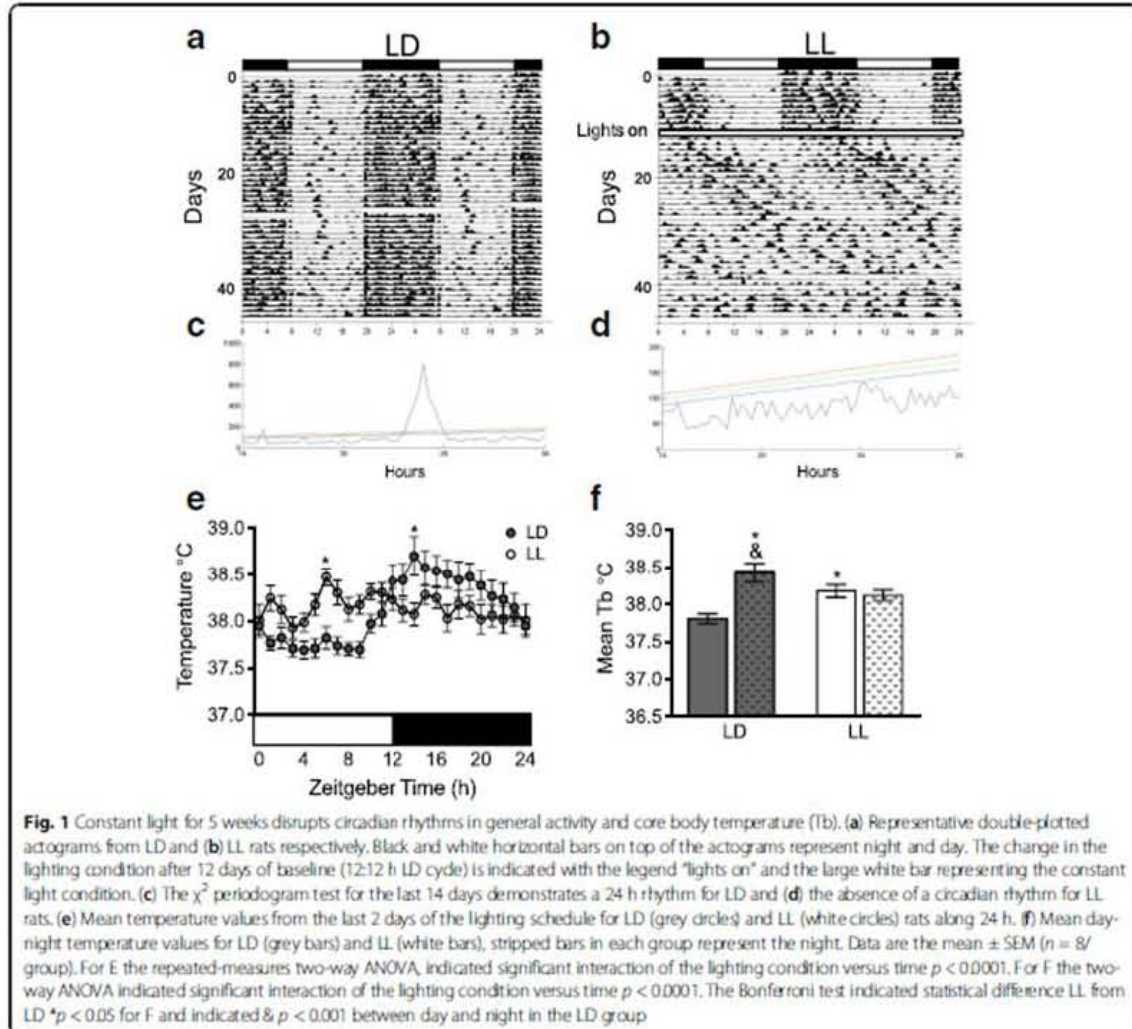 a
LD
b
LL
0
20
40
Days
0
Lights on
20
40
Days
c
d
Hours
Hours
e
39.0
38.5
38.0
37.5
37.0
Temperature °C
*
*
LD
LL
0 4 8 12 16 20 24
Zeitgeber Time (h)
f
39.0
38.5
38.0
37.5
37.0
36.5
Mean Tb °C
*
&
*
LD
LL
Fig. 1 Constant light for 5 weeks disrupts circadian rhythms in general activity and core body temperature (Tb). (a) Representative double-plotted
actograms from LD and (b) LL rats respectively. Black and white horizontal bars on top of the actograms represent night and day. The change in the
lighting condition after 12 days of baseline (12:12 h LD cycle) is indicated with the legend "lights on" and the large white bar representing the constant
light condition. (c) The χ² periodogram test for the last 14 days demonstrates a 24 h rhythm for LD and (d) the absence of a circadian rhythm for LL
rats. (e) Mean temperature values from the last 2 days of the lighting schedule for LD (grey circles) and LL (white circles) rats along 24 h. (f) Mean day-
night temperature values for LD (grey bars) and LL (white bars), stripped bars in each group represent the night. Data are the mean ± SEM (n = 8/
group). For E the repeated-measures two-way ANOVA, indicated significant interaction of the lighting condition versus time p < 0.0001. For F the two-
way ANOVA indicated significant interaction of the lighting condition versus time p < 0.0001. The Bonferroni test indicated statistical difference LL from
LD *p < 0.05 for F and indicated & p < 0.001 between day and night in the LD group